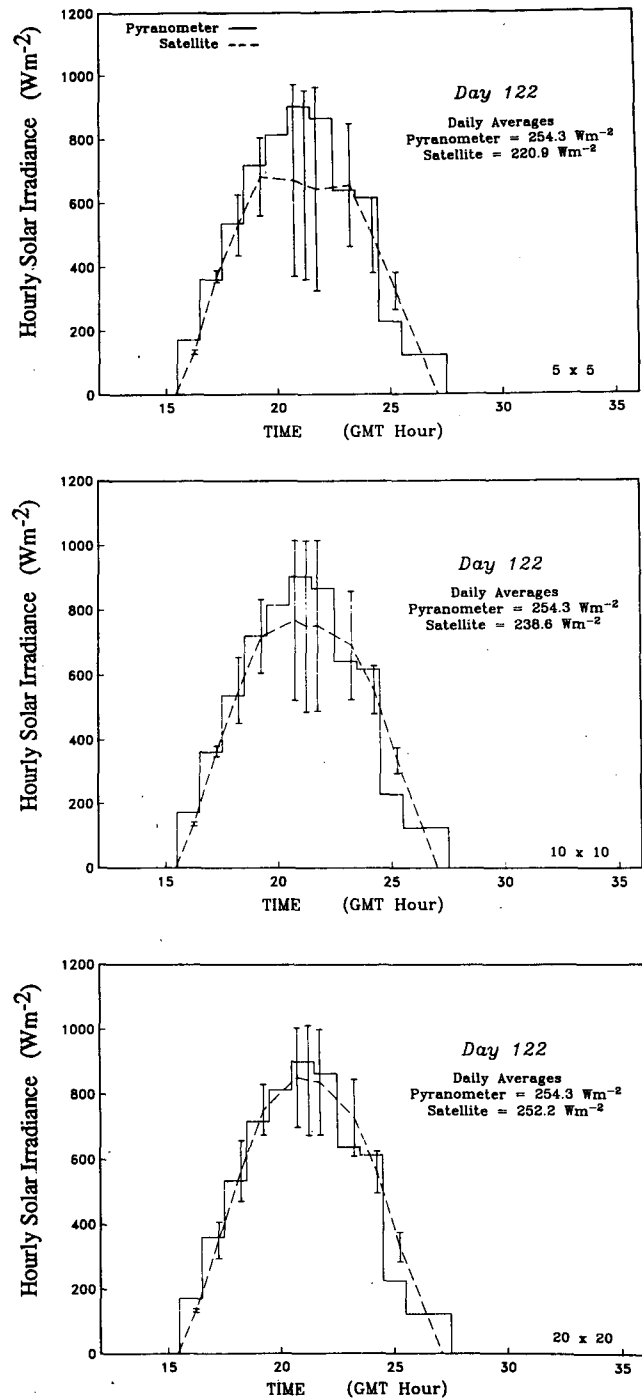 Pyranometer
Satellite
Hourly Solar Irradiance (Wm-2)
1200
1000
800
600
400
200
0
Day 122
Daily Averages
Pyranometer = 254.3 Wm-2
Satellite = 220.9 Wm-2
5 x 5
15 20 25 30 35
TIME (GMT Hour)
Hourly Solar Irradiance (Wm-2)
1200
1000
800
600
400
200
0
Day 122
Daily Averages
Pyranometer = 254.3 Wm-2
Satellite = 238.6 Wm-2
10 x 10
15 20 25 30 35
TIME (GMT Hour)
Hourly Solar Irradiance (Wm-2)
1200
1000
800
600
400
200
0
Day 122
Daily Averages
Pyranometer = 254.3 Wm-2
Satellite = 252.2 Wm-2
20 x 20
15 20 25 30 35
TIME (GMT Hour)